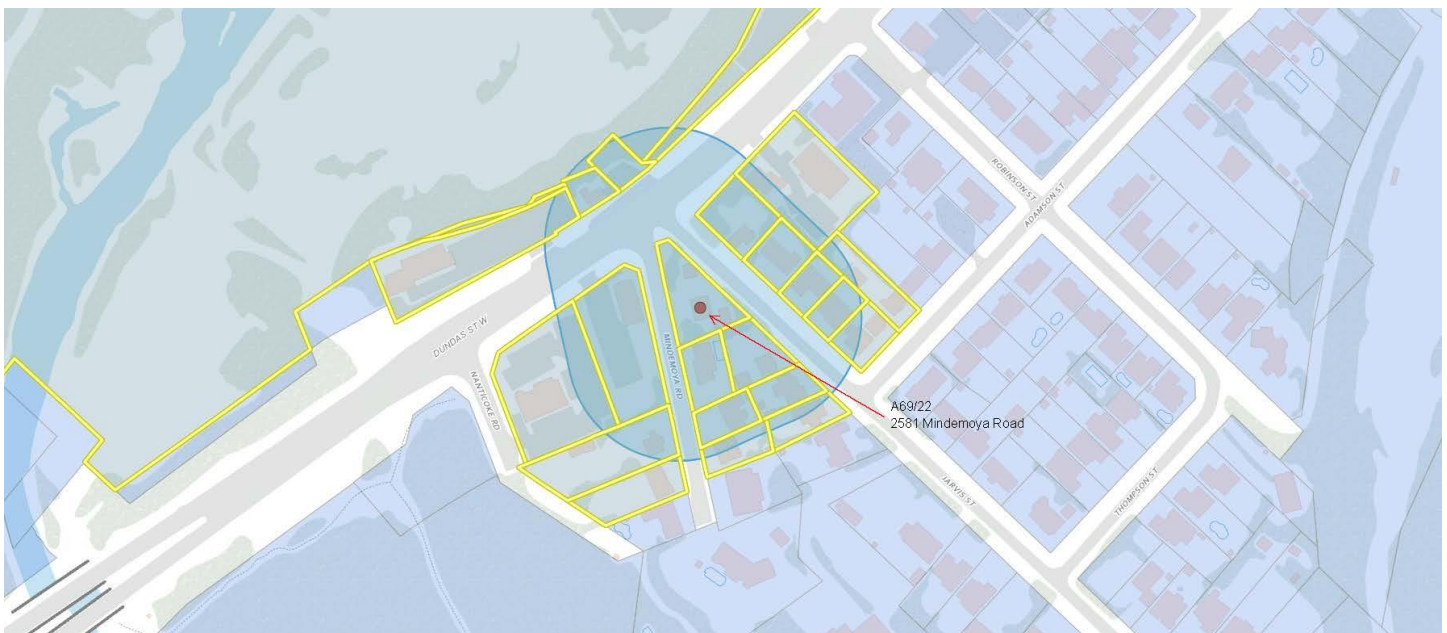 ROBINSON ST
ADAMSON ST
DUNDAS ST W
MINDEMOYA RD
NANTICOKE RD
A69/22
2581 Mindemoya Road
JARVIS ST
THOMPSON ST